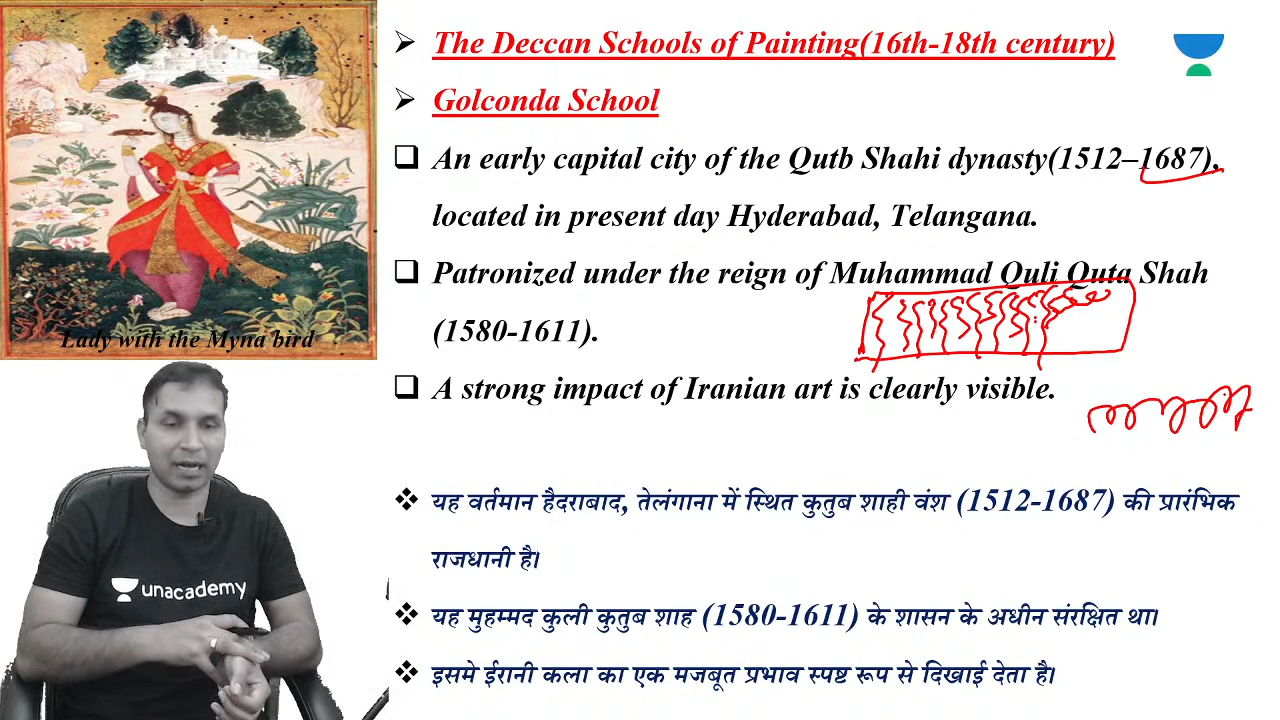 The Deccan Schools of Painting(16th-18th century)
Golconda School
An early capital city of the Qutb Shahi dynasty(1512–1687),
located in present day Hyderabad, Telangana.
Patronized under the reign of Muhammad Quli Quta Shah
(1580-1611).
A strong impact of Iranian art is clearly visible.
Lady with the Myna bird
यह वर्तमान हैदराबाद, तेलंगाना में स्थित कुतुब शाही वंश (1512-1687) की प्रारंभिक
राजधानी है।
यह मुहम्मद कुली कुतुब शाह (1580-1611) के शासन के अधीन संरक्षित था।
इसमे ईरानी कला का एक मजबूत प्रभाव स्पष्ट रूप से दिखाई देता है।
unacademy